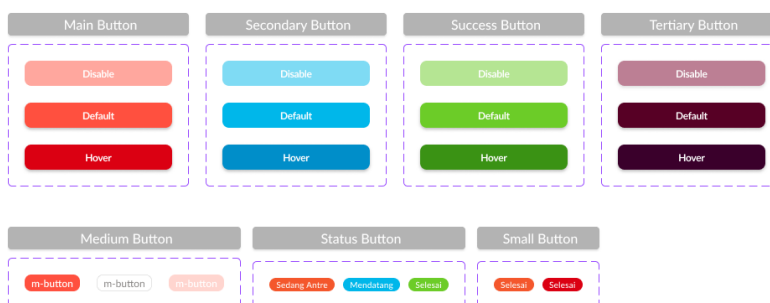 Main Button
Secondary Button
Success Button
Tertiary Button
Disable
Disable
Disable
Disable
Default
Default
Default
Default
Hover
Hover
Hover
Hover
Medium Button
Status Button
Small Button
m-button
m-button
m-button
Sedang Antre
Mendatang
Selesai
Selesai
Selesai